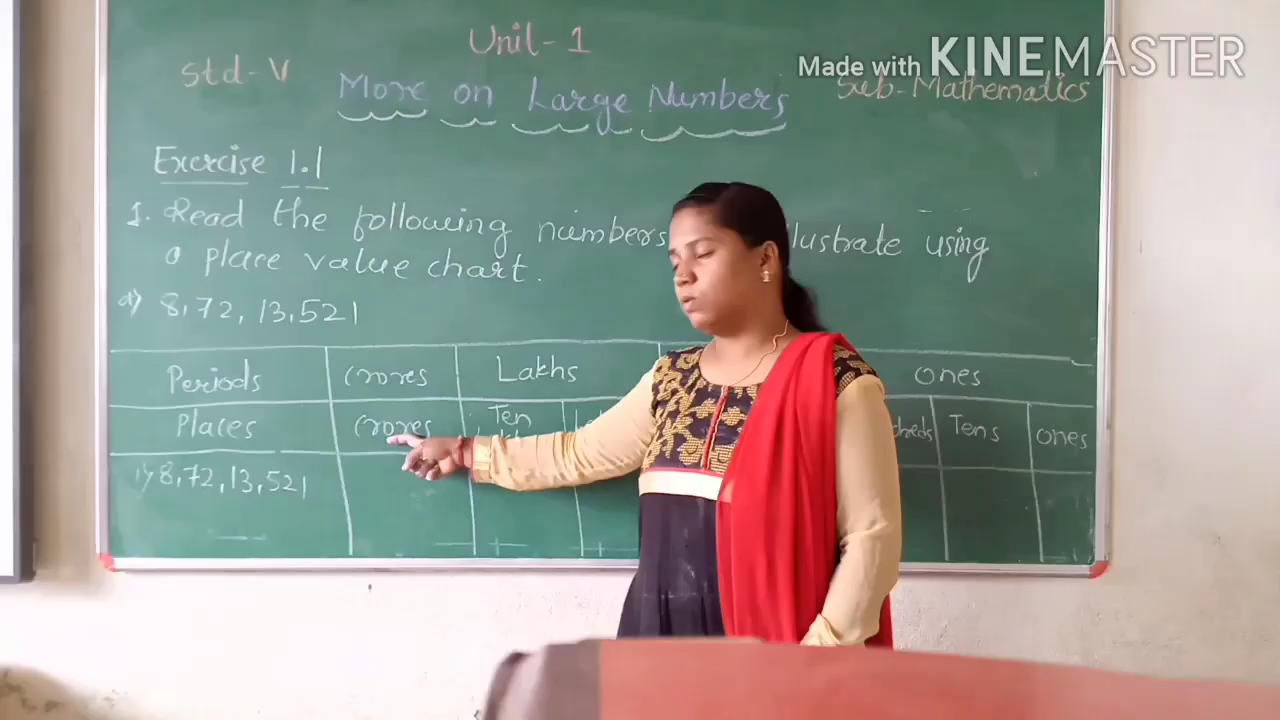 Unit-1
Made with KINEMASTER
Std-V
More on Large Numbers
Sub-Mathematics
Exercise 1.1
1. Read the following numbers lustrate using
a place value chart.
a) 8,72,13,521
Periods Crores Lakhs Ones
Places Crores Ten Tens Ones
1) 8,72,13,521